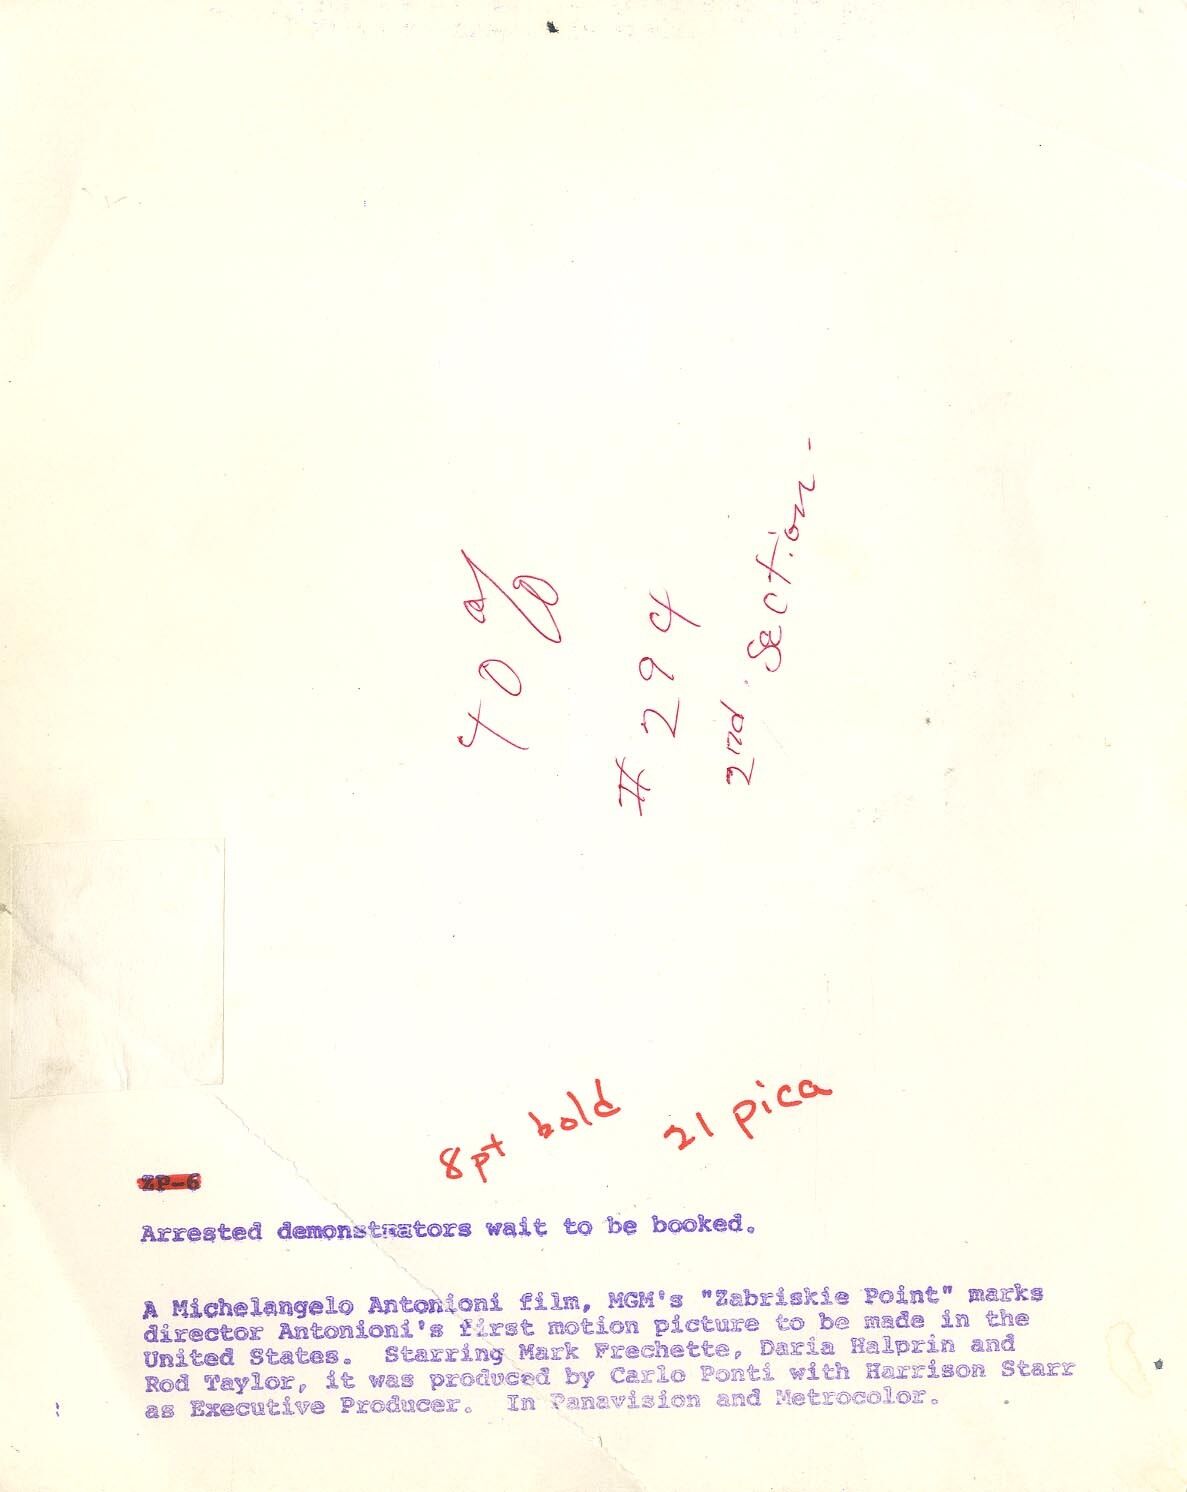 40%
# 294
2nd. Section -
8pt bold 21 pica
ZP-6
Arrested demonstrators wait to be booked.
A Michelangelo Antonioni film, MGM's "Zabriskie Point" marks
director Antonioni's first motion picture to be made in the
United States. Starring Mark Frechette, Daria Halprin and
Rod Taylor, it was produced by Carlo Ponti with Harrison Starr
as Executive Producer. In Panavision and Metrocolor.